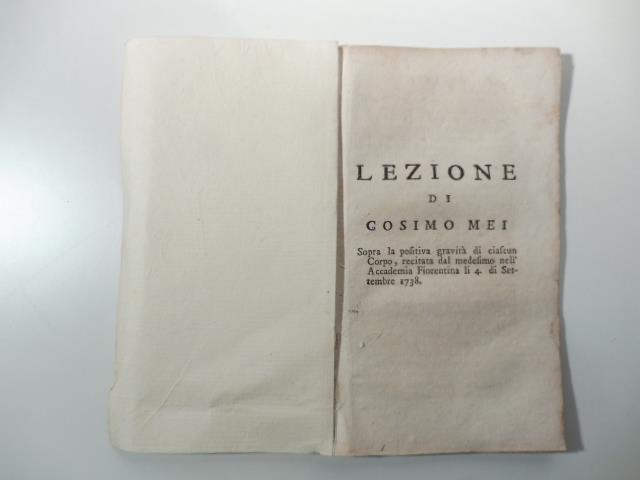 LEZIONE
DI
COSIMO MEI
Sopra la positiva gravità di ciascun
Corpo, recitata dal medesimo nell'
Accademia Fiorentina li 4. di Set-
tembre 1738.